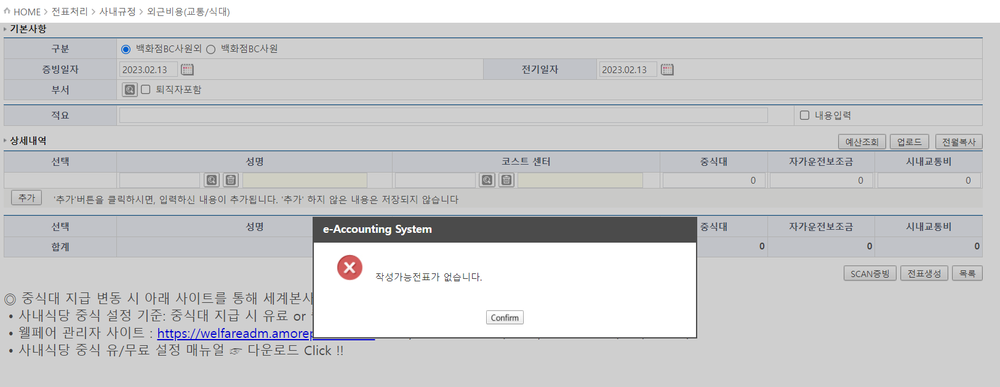 HOME > 전표처리 > 사내규정 > 외근비용(교통/식대)
기본사항
구분 백화점BC사원외 백화점BC사원
증빙일자 2023.02.13 전기일자 2023.02.13
부서 퇴직자포함
적요 내용입력
상세내역 예산조회 업로드 전월복사
선택 성명 코스트 센터 중식대 자가운전보조금 시내교통비
0 0 0
추가 '추가'버튼을 클릭하시면, 입력하신 내용이 추가됩니다. '추가' 하지 않은 내용은 저장되지 않습니다
선택 성명 중식대 자가운전보조금 시내교통비
합계 0 0 0
e-Accounting System
작성가능전표가 없습니다.
Confirm
SCAN증빙 전표생성 목록
◎ 중식대 지급 변동 시 아래 사이트를 통해 세계본사
• 사내식당 중식 설정 기준: 중식대 지급 시 유료 or
• 웰페어 관리자 사이트 : https://welfareadm.amorep
• 사내식당 중식 유/무료 설정 매뉴얼 ☞ 다운로드 Click !!